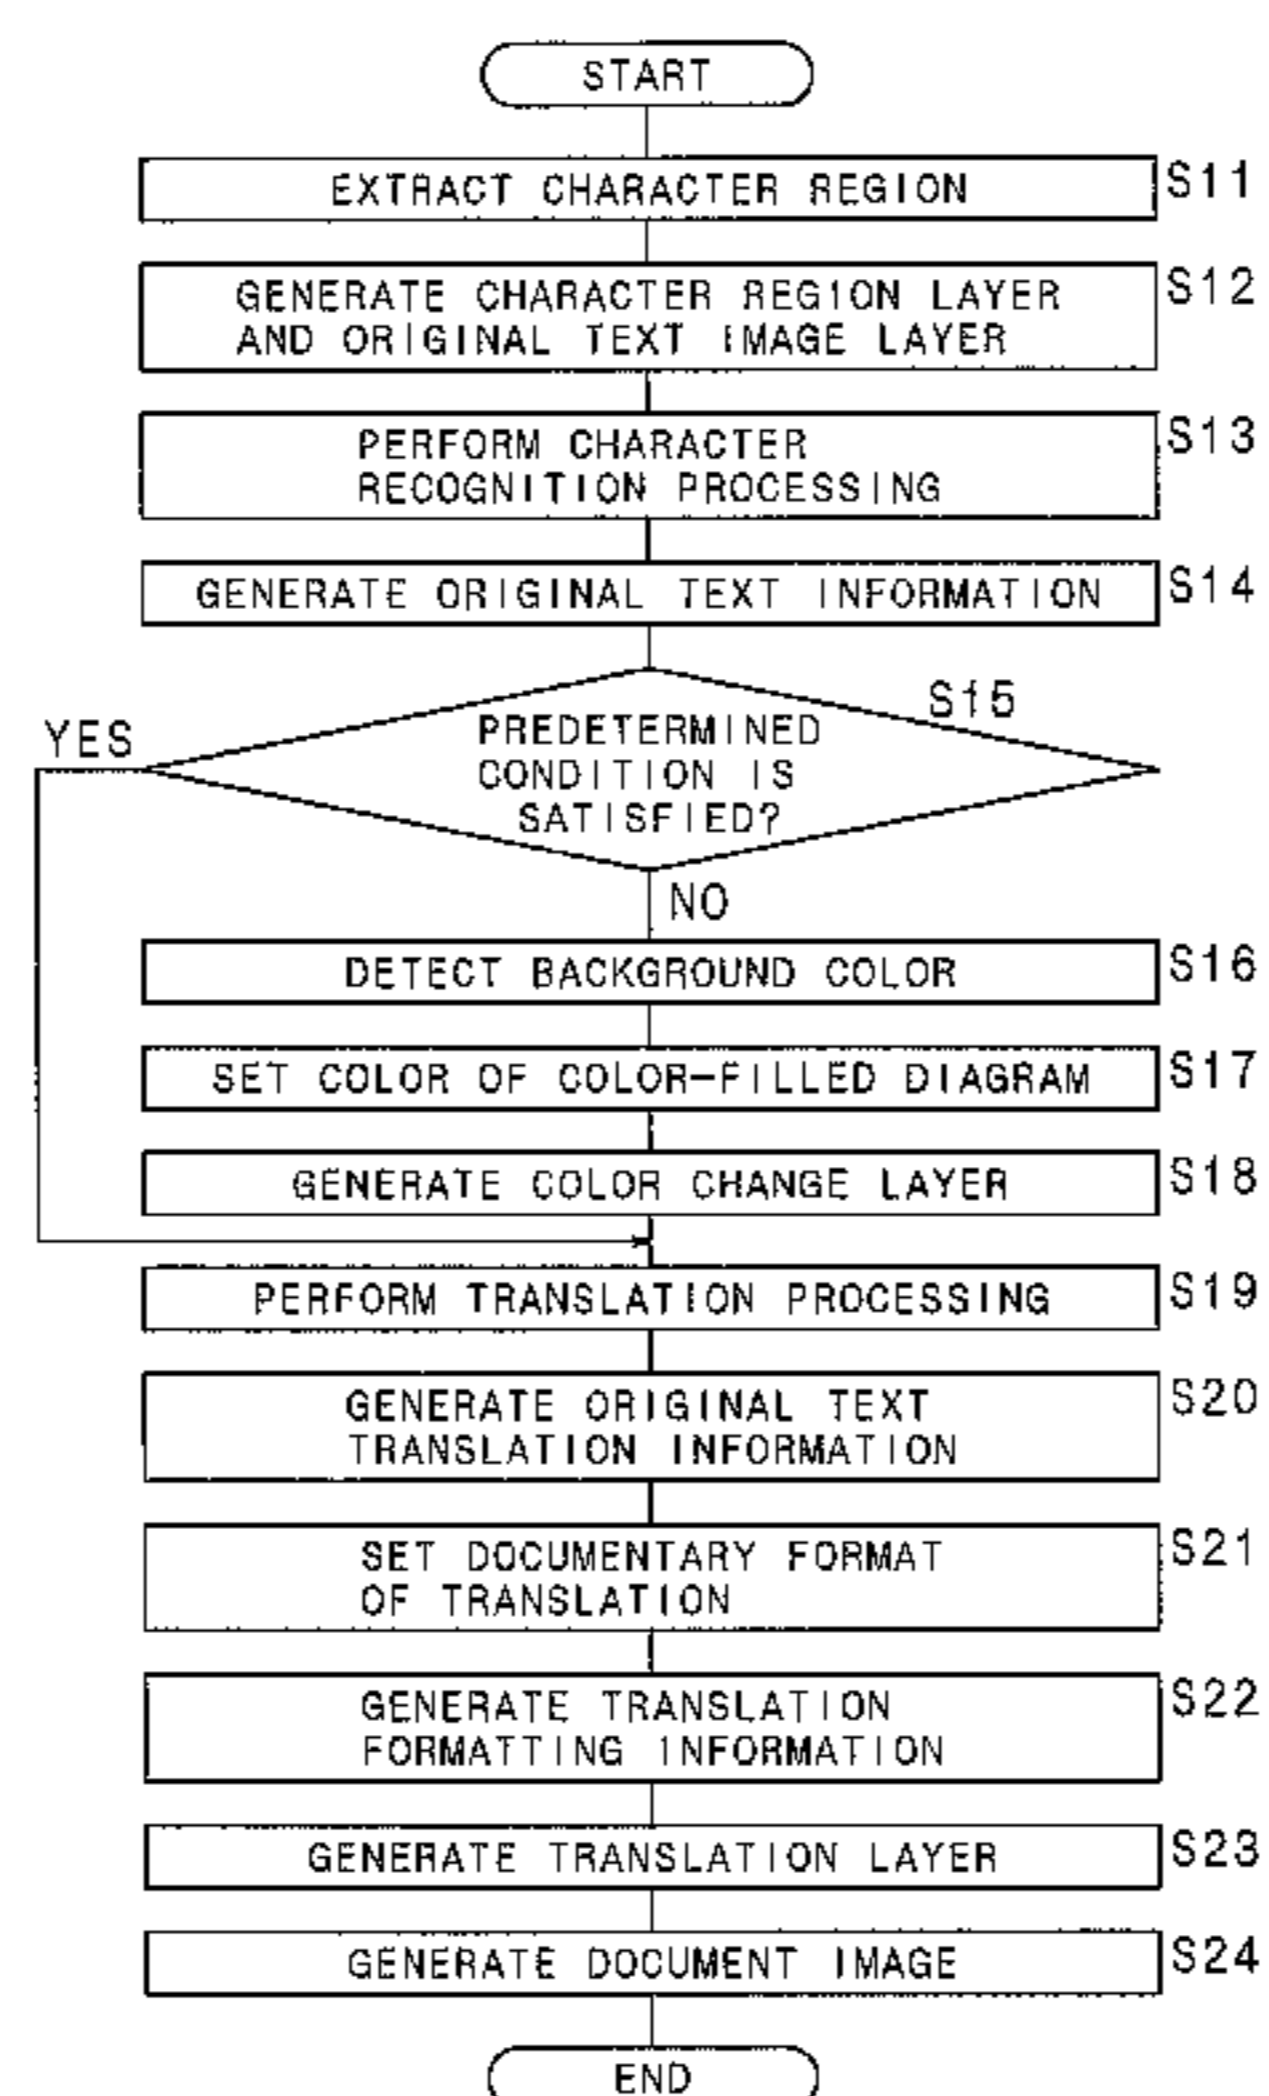 START
EXTRACT CHARACTER REGION
S11
GENERATE CHARACTER REGION LAYER
AND ORIGINAL TEXT IMAGE LAYER
S12
PERFORM CHARACTER
RECOGNITION PROCESSING
S13
GENERATE ORIGINAL TEXT INFORMATION
S14
PREDETERMINED
CONDITION IS
SATISFIED?
S15
YES
NO
DETECT BACKGROUND COLOR
S16
SET COLOR OF COLOR-FILLED DIAGRAM
S17
GENERATE COLOR CHANGE LAYER
S18
PERFORM TRANSLATION PROCESSING
S19
GENERATE ORIGINAL TEXT
TRANSLATION INFORMATION
S20
SET DOCUMENTARY FORMAT
OF TRANSLATION
S21
GENERATE TRANSLATION
FORMATTING INFORMATION
S22
GENERATE TRANSLATION LAYER
S23
GENERATE DOCUMENT IMAGE
S24
END